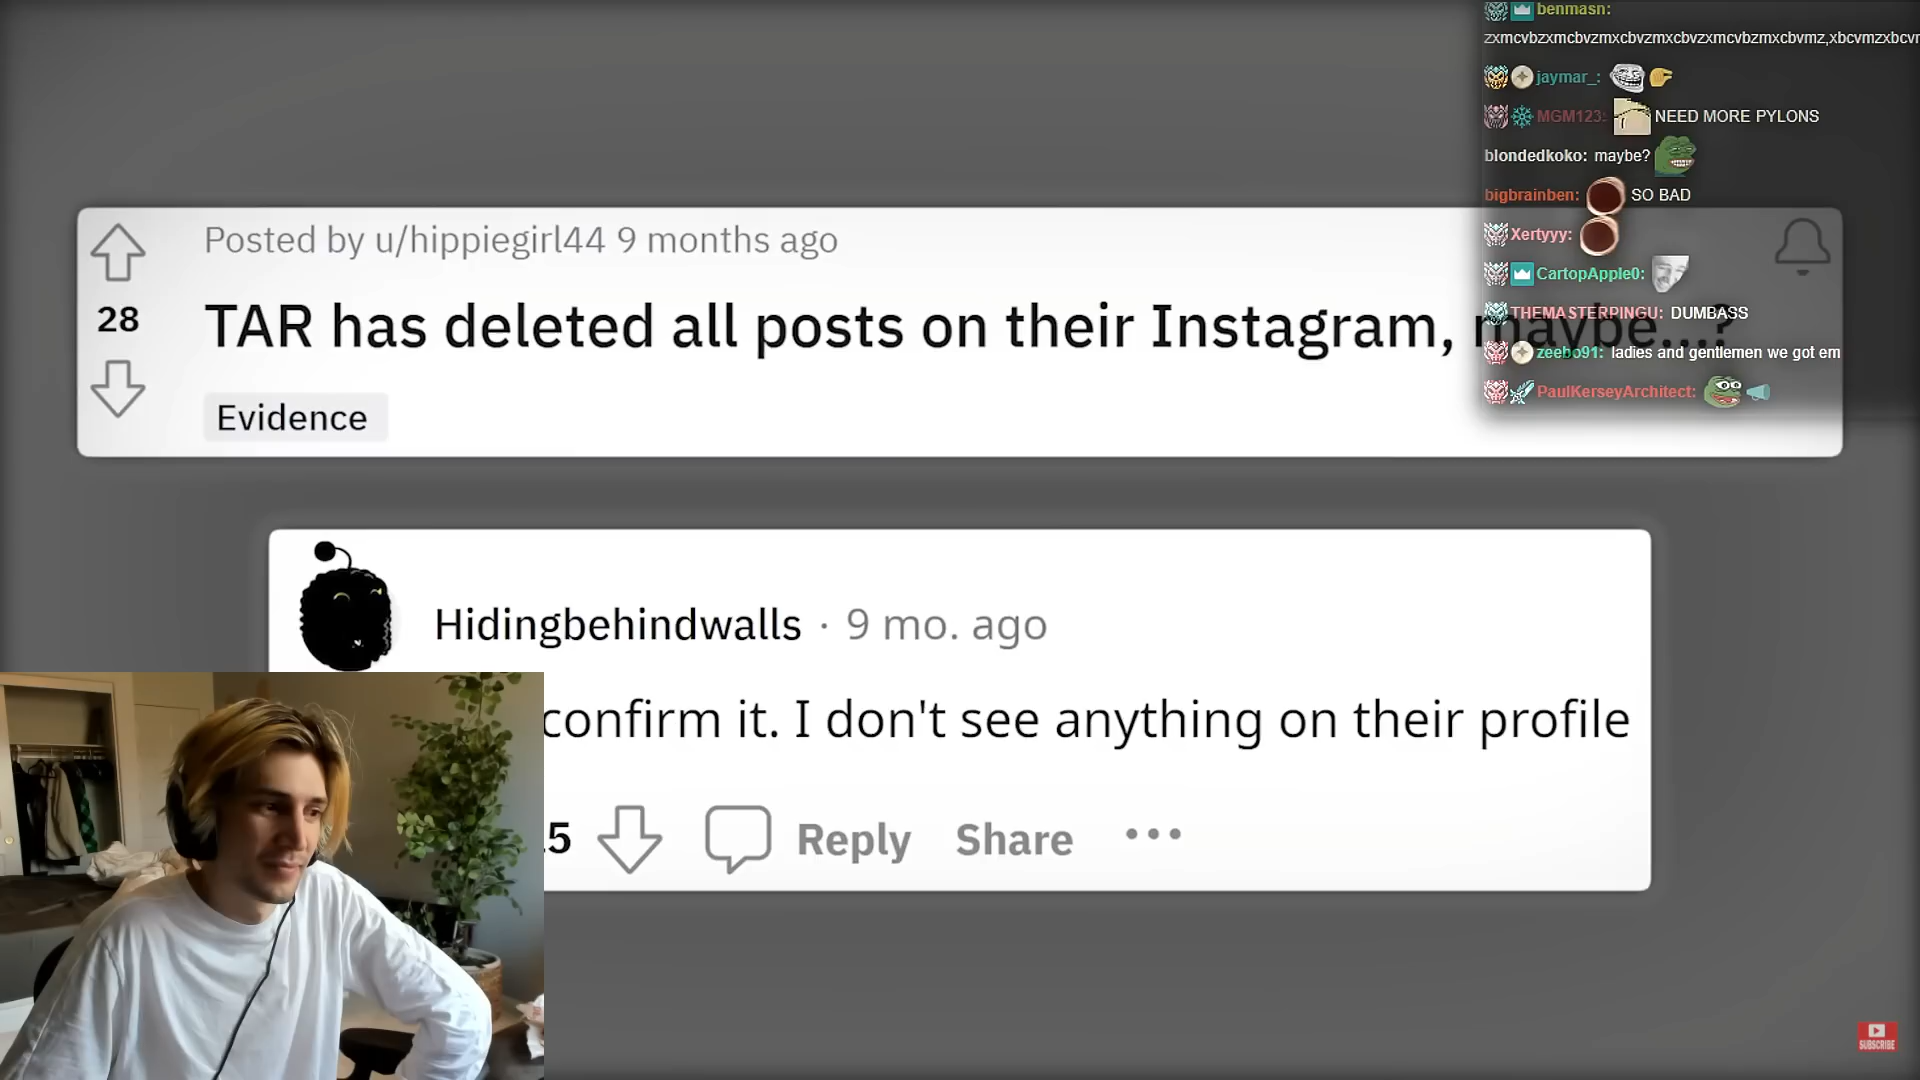 benmasn:
zxmcvbzxmcbvzmxcbvzmxcbvzxmcvbzmxcbvmz,xbcvmzxbcvr
jaymar_:
MGM123: NEED MORE PYLONS
blondedkoko: maybe?
bigbrainben: SO BAD
Xertyyy:
CartopApple0:
THEMASTERPINGU: DUMBASS
zeebo91: ladies and gentlemen we got em
PaulKerseyArchitect:
Posted by u/hippiegirl44 9 months ago
28
TAR has deleted all posts on their Instagram, maybe...?
Evidence
Hidingbehindwalls · 9 mo. ago
confirm it. I don't see anything on their profile
.5 Reply Share ...
SUBSCRIBE